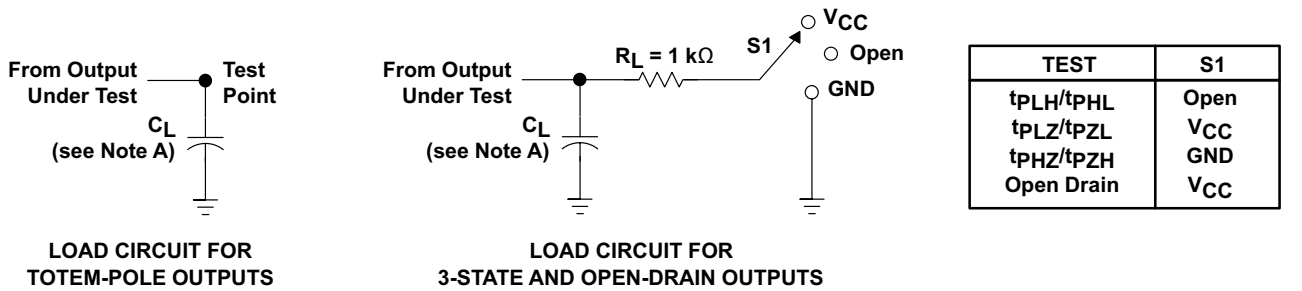 From Output
Under Test
Test
Point
CL
(see Note A)
LOAD CIRCUIT FOR
TOTEM-POLE OUTPUTS
From Output
Under Test
RL = 1 kΩ
S1
VCC
Open
GND
CL
(see Note A)
LOAD CIRCUIT FOR
3-STATE AND OPEN-DRAIN OUTPUTS
TEST S1
tPLH/tPHL Open
tPLZ/tPZL VCC
tPHZ/tPZH GND
Open Drain VCC